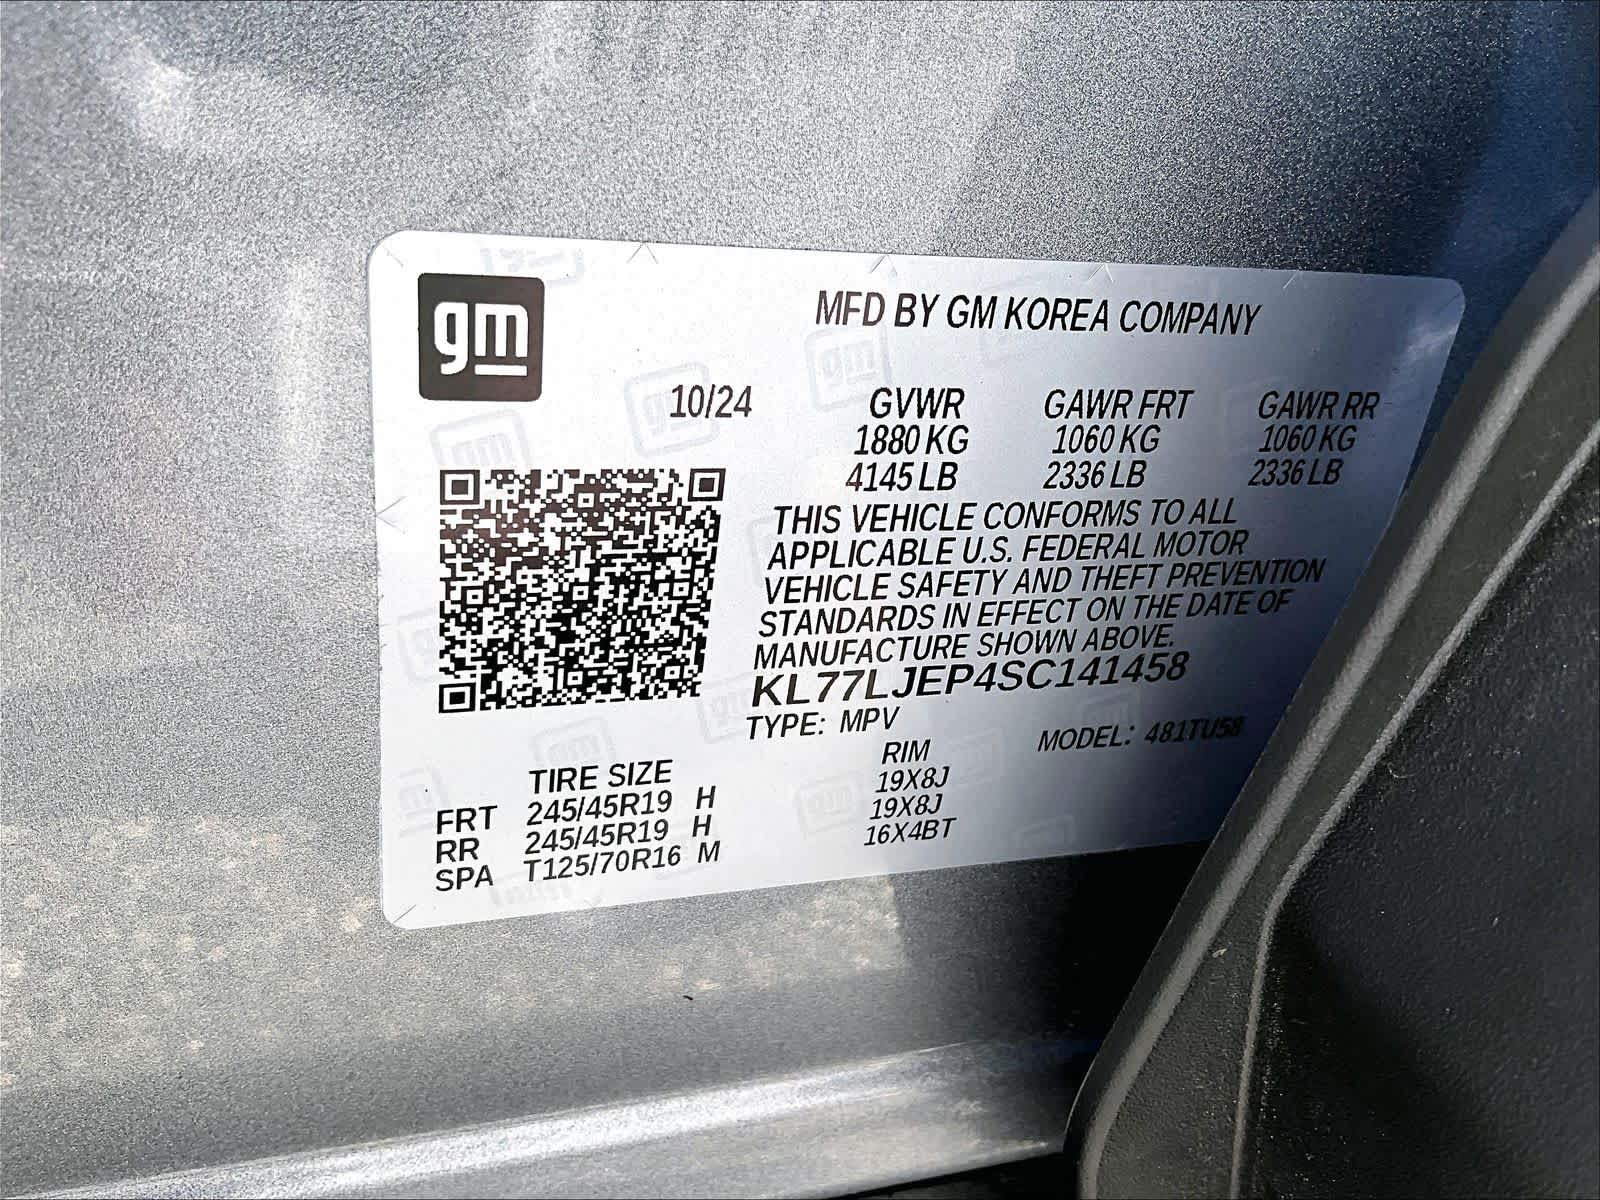 gm
MFD BY GM KOREA COMPANY
10/24 GVWR GAWR FRT GAWR RR
1880 KG 1060 KG 1060 KG
4145 LB 2336 LB 2336 LB
THIS VEHICLE CONFORMS TO ALL
APPLICABLE U.S. FEDERAL MOTOR
VEHICLE SAFETY AND THEFT PREVENTION
STANDARDS IN EFFECT ON THE DATE OF
MANUFACTURE SHOWN ABOVE.
KL77LJEP4SC141458
TYPE: MPV MODEL: 481TU58
TIRE SIZE RIM
FRT 245/45R19 H 19X8J
RR 245/45R19 H 19X8J
SPA T125/70R16 M 16X4BT